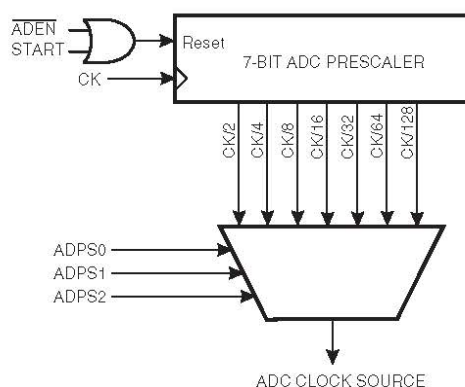 ADEN
START
Reset
CK
7-BIT ADC PRESCALER
CK/2
CK/4
CK/8
CK/16
CK/32
CK/64
CK/128
ADPS0
ADPS1
ADPS2
ADC CLOCK SOURCE